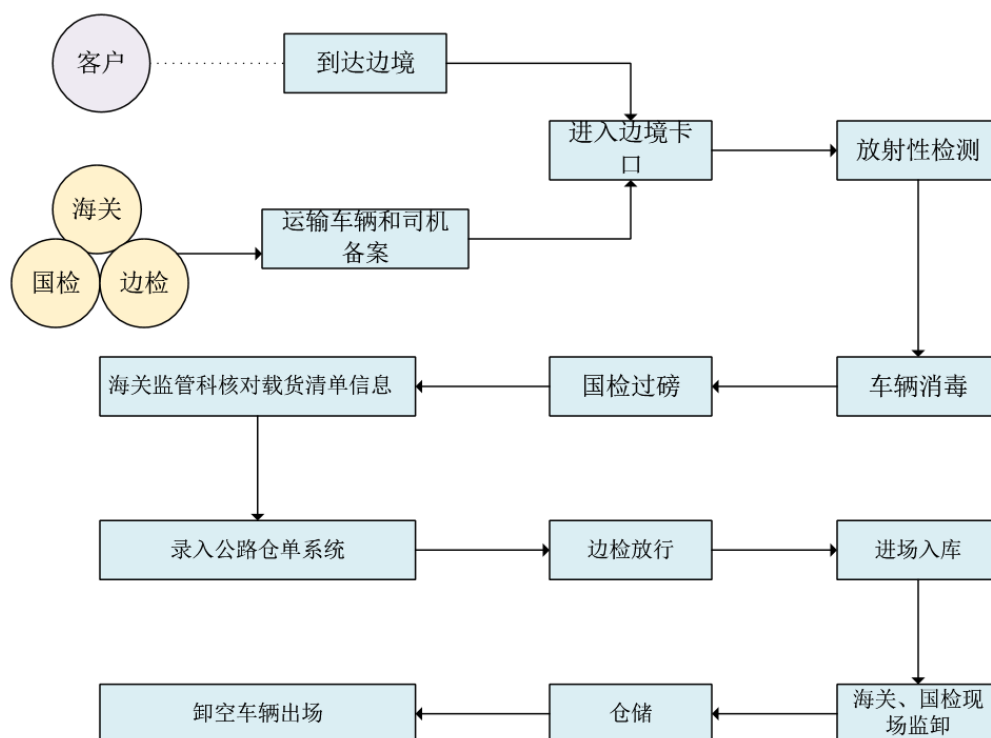 客户
到达边境
进入边境卡
口
放射性检测
海关
国检
边检
运输车辆和司机
备案
海关监管科核对载货清单信息
国检过磅
车辆消毒
录入公路仓单系统
边检放行
进场入库
卸空车辆出场
仓储
海关、国检现
场监卸